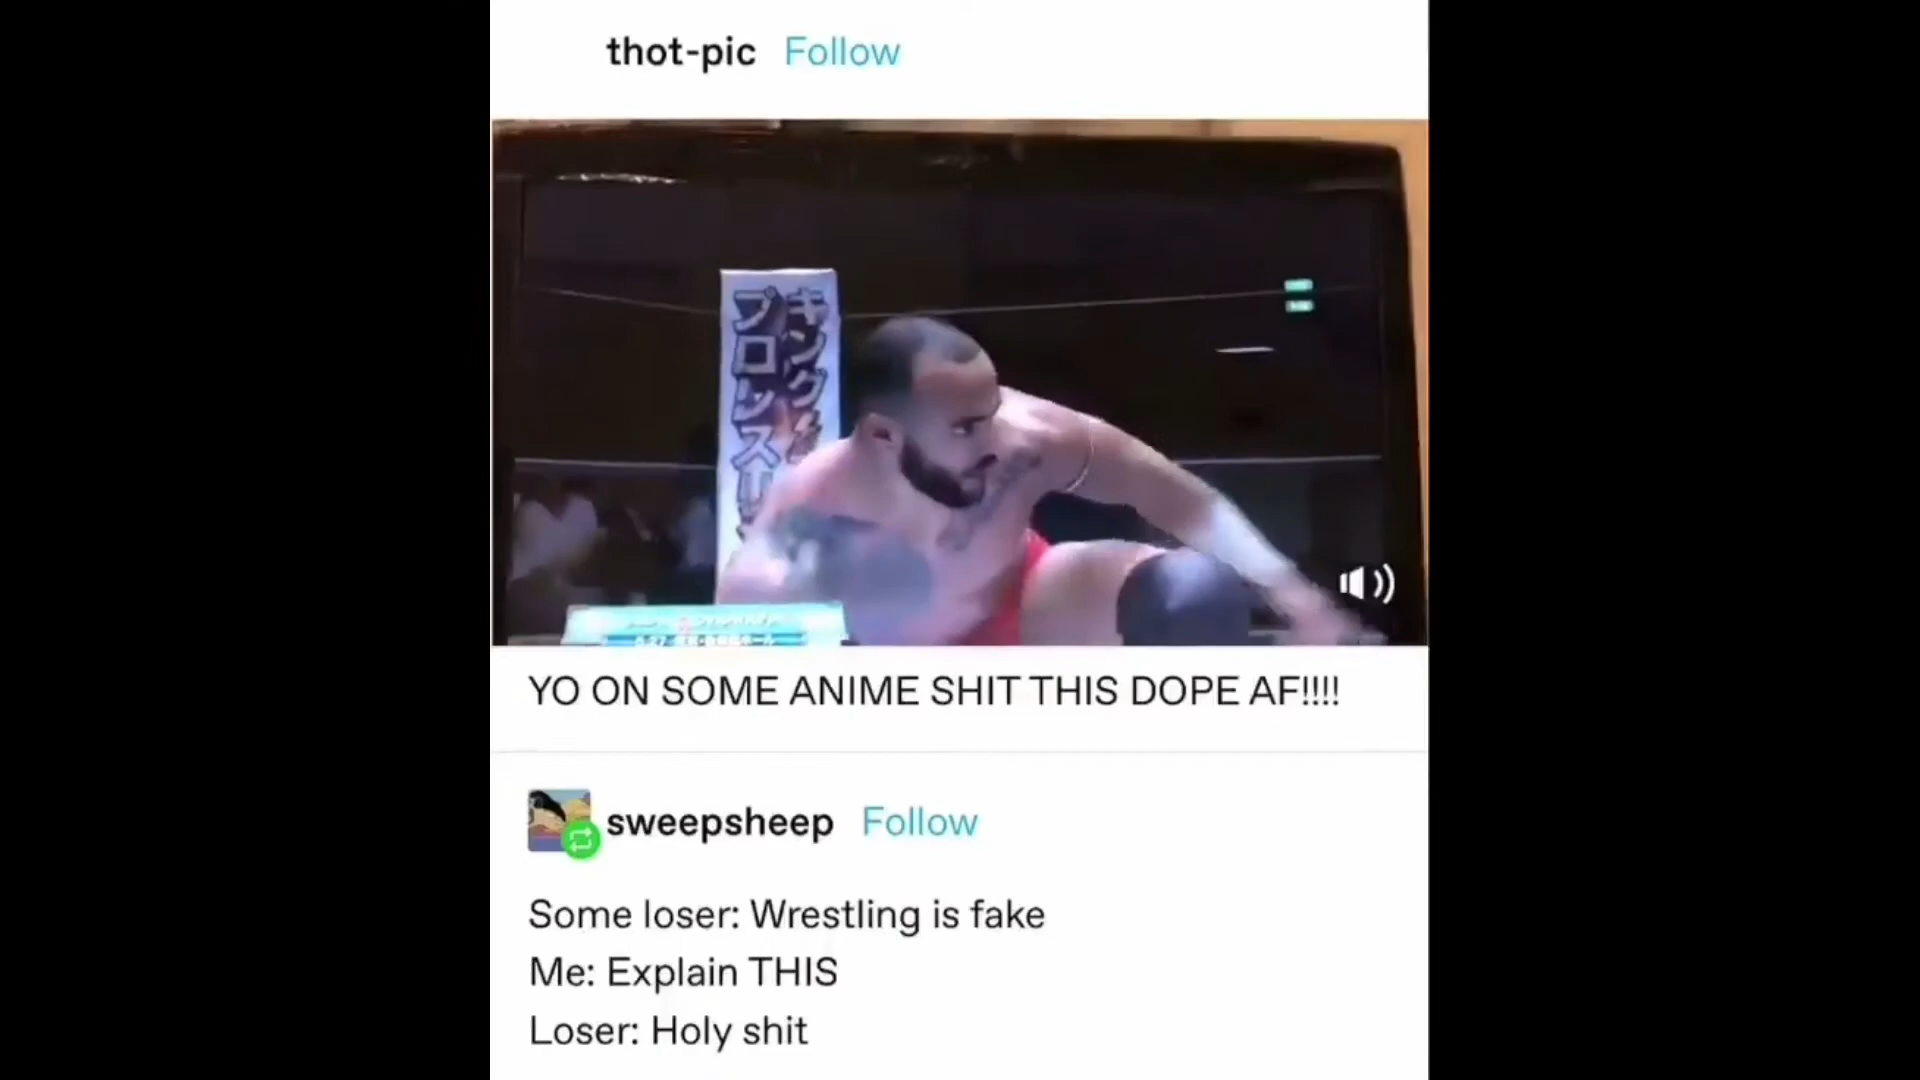 thot-pic Follow
キング
プロレス
YO ON SOME ANIME SHIT THIS DOPE AF!!!!
sweepsheep Follow
Some loser: Wrestling is fake
Me: Explain THIS
Loser: Holy shit